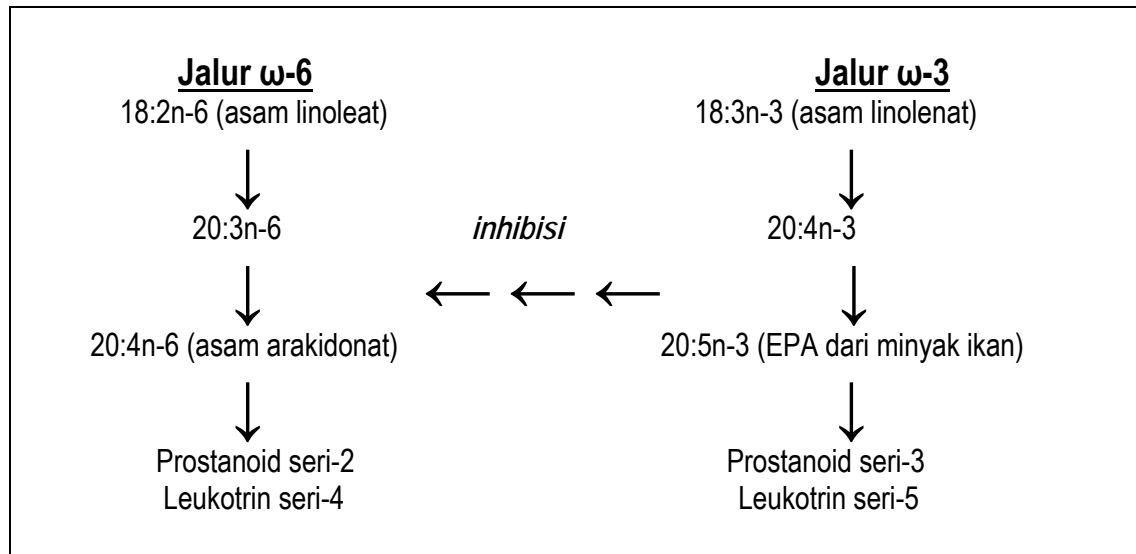 Jalur ω-6
18:2n-6 (asam linoleat)
20:3n-6
20:4n-6 (asam arakidonat)
Prostanoid seri-2
Leukotrin seri-4
inhibisi
Jalur ω-3
18:3n-3 (asam linolenat)
20:4n-3
20:5n-3 (EPA dari minyak ikan)
Prostanoid seri-3
Leukotrin seri-5